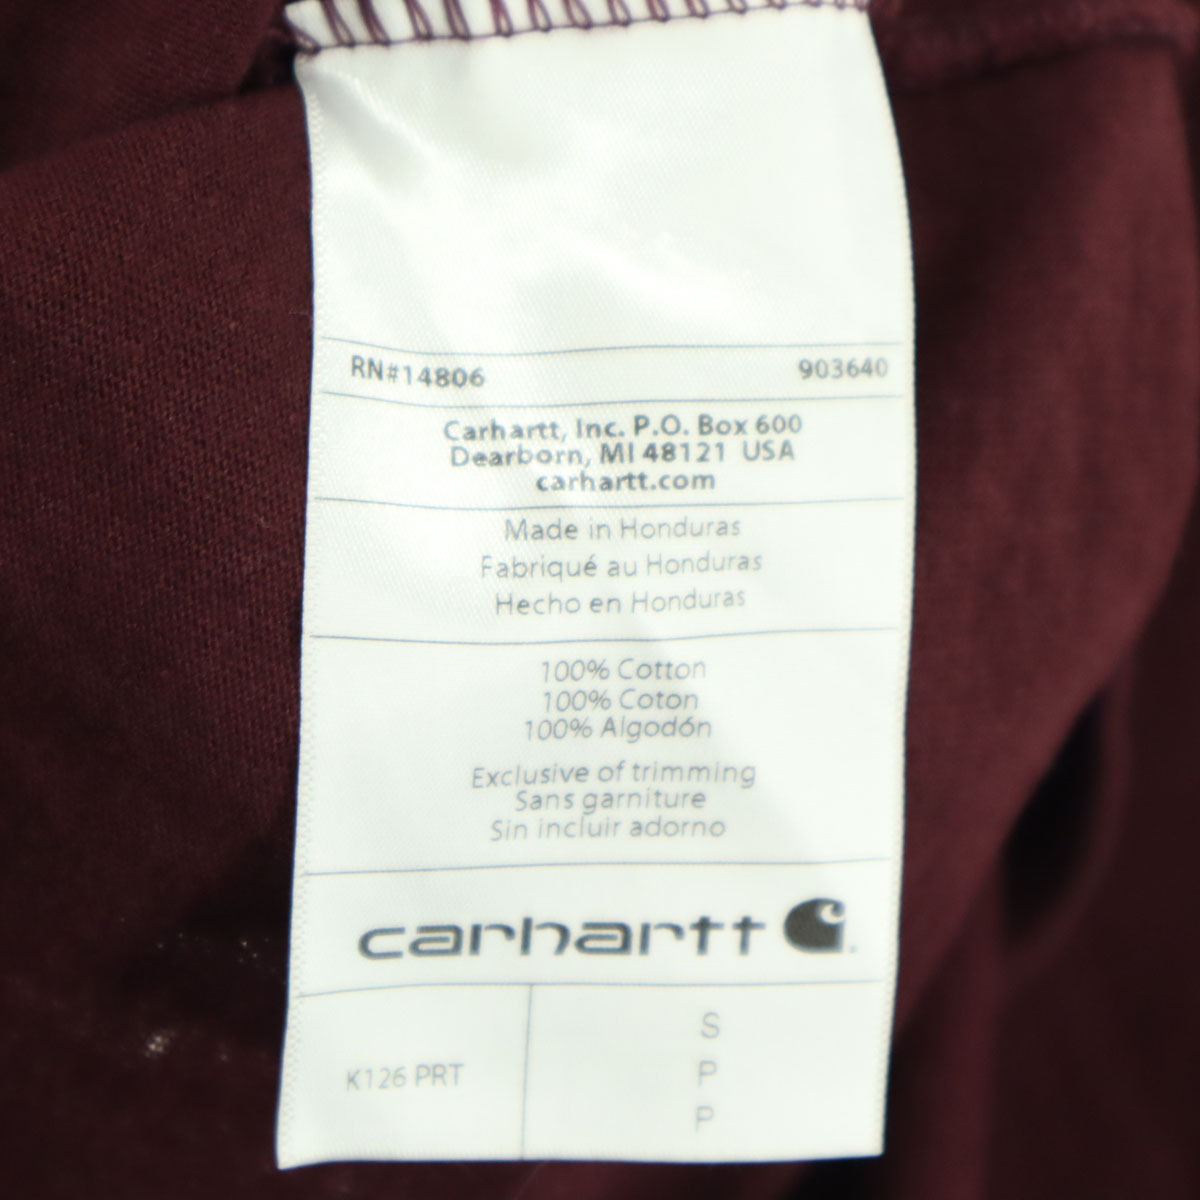 RN#14806 903640
Carhartt, Inc. P.O. Box 600
Dearborn, MI 48121 USA
carhartt.com
Made in Honduras
Fabriqué au Honduras
Hecho en Honduras
100% Cotton
100% Coton
100% Algodón
Exclusive of trimming
Sans garniture
Sin incluir adorno
carhartt
K126 PRT
S
P
P